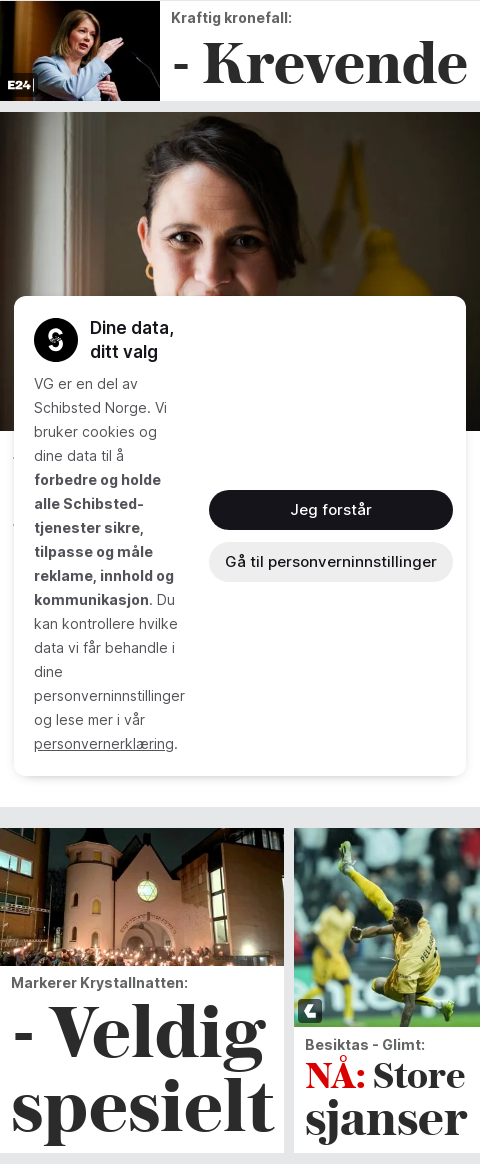 Kraftig kronefall:
- Krevende
E24
Dine data,
ditt valg
VG er en del av
Schibsted Norge. Vi
bruker cookies og
dine data til å
forbedre og holde
alle Schibsted-
tjenester sikre,
tilpasse og måle
reklame, innhold og
kommunikasjon. Du
kan kontrollere hvilke
data vi får behandle i
dine
personverninnstillinger
og lese mer i vår
personvernerklæring.
Jeg forstår
Gå til personverninnstillinger
Markerer Krystallnatten:
- Veldig
spesielt
Besiktas - Glimt:
NÅ: Store
sjanser